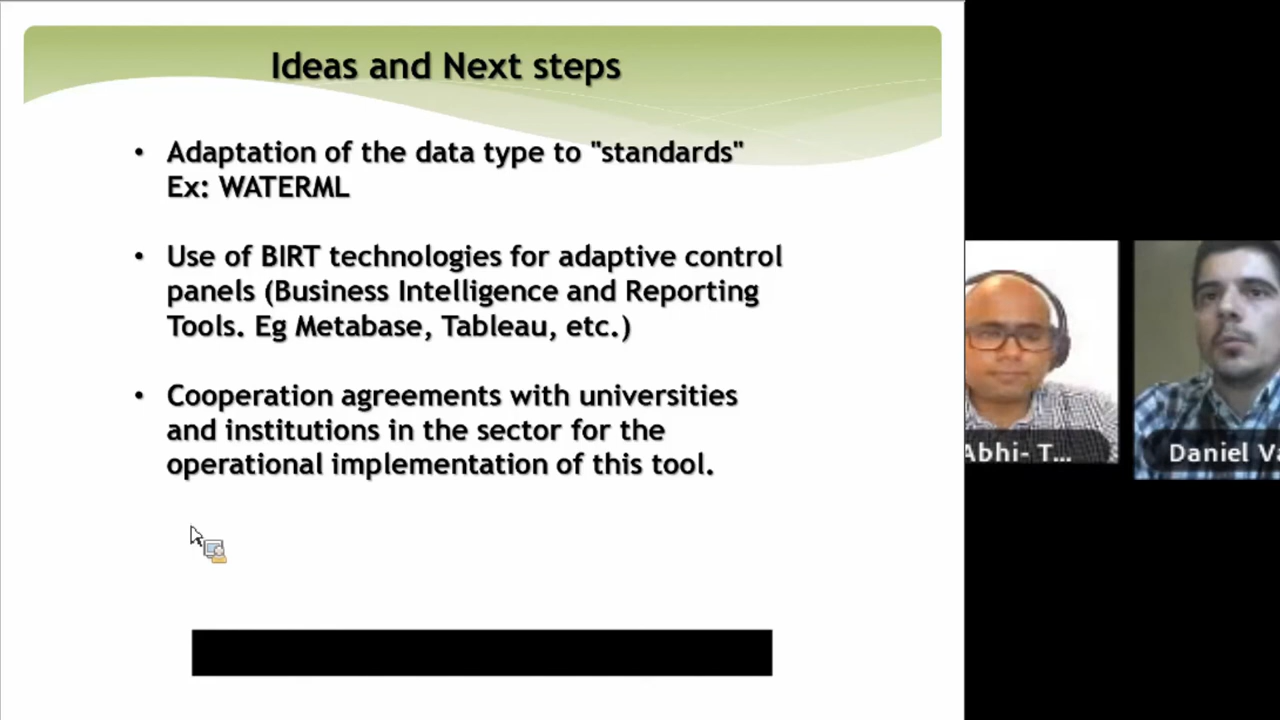 Ideas and Next steps
• Adaptation of the data type to "standards"
Ex: WATERML
• Use of BIRT technologies for adaptive control
panels (Business Intelligence and Reporting
Tools. Eg Metabase, Tableau, etc.)
• Cooperation agreements with universities
and institutions in the sector for the
operational implementation of this tool.
Abhi- T...
Daniel Va